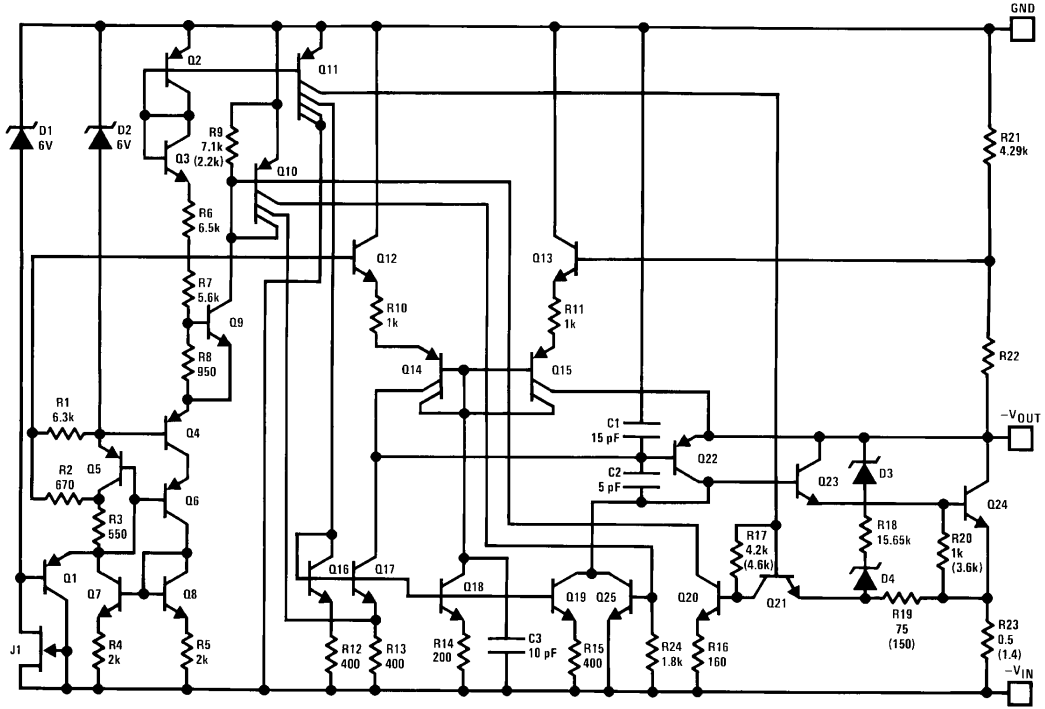 GND
Q2
Q11
D1
6V
D2
6V
R9
7.1k
(2.2k)
R21
4.29k
Q3
Q10
R6
6.5k
Q12
Q13
R7
5.6k
R10
1k
R11
1k
Q9
R8
950
Q14
Q15
R22
R1
6.3k
C1
15 pF
-VOUT
Q4
Q5
Q22
R2
670
C2
5 pF
Q23
D3
Q6
Q24
R3
550
R17
4.2k
(4.6k)
R18
15.65k
R20
1k
(3.6k)
Q1
Q16
Q17
D4
Q7
Q8
Q18
Q19
Q25
Q20
Q21
R19
75
(150)
R23
0.5
(1.4)
J1
R4
2k
R5
2k
R12
400
R13
400
R14
200
C3
10 pF
R15
400
R24
1.8k
R16
160
-VIN